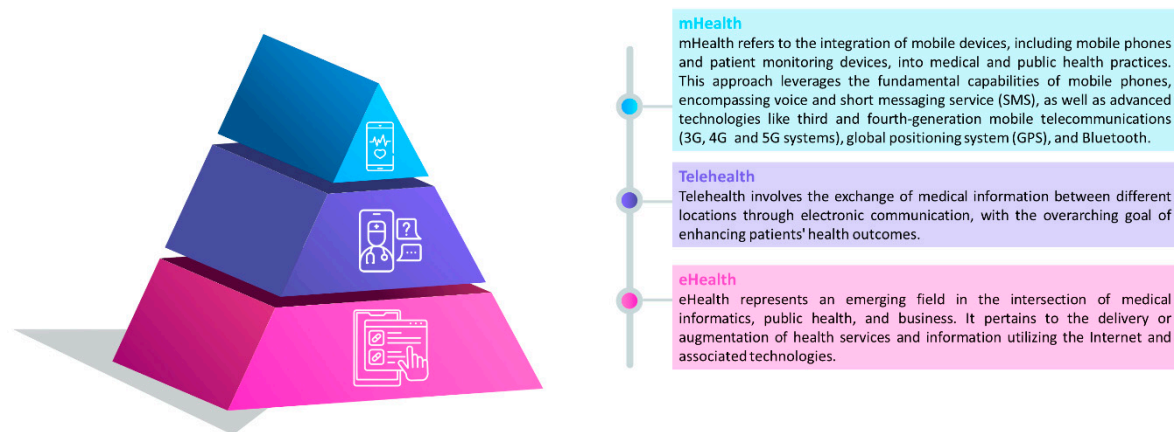 mHealth
mHealth refers to the integration of mobile devices, including mobile phones
and patient monitoring devices, into medical and public health practices.
This approach leverages the fundamental capabilities of mobile phones,
encompassing voice and short messaging service (SMS), as well as advanced
technologies like third and fourth-generation mobile telecommunications
(3G, 4G and 5G systems), global positioning system (GPS), and Bluetooth.
Telehealth
Telehealth involves the exchange of medical information between different
locations through electronic communication, with the overarching goal of
enhancing patients' health outcomes.
eHealth
eHealth represents an emerging field in the intersection of medical
informatics, public health, and business. It pertains to the delivery or
augmentation of health services and information utilizing the Internet and
associated technologies.